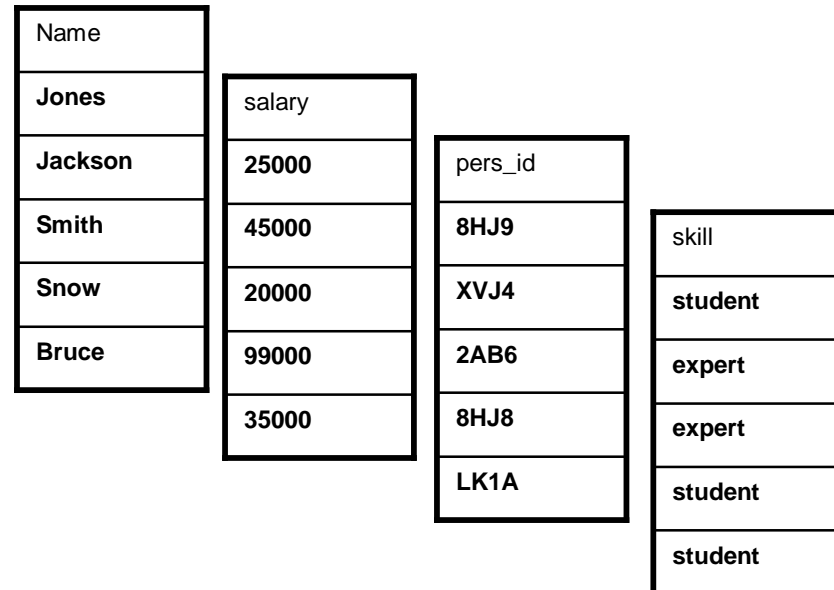 Name
Jones
Jackson
Smith
Snow
Bruce
salary
25000
45000
20000
99000
35000
pers_id
8HJ9
XVJ4
2AB6
8HJ8
LK1A
skill
student
expert
expert
student
student